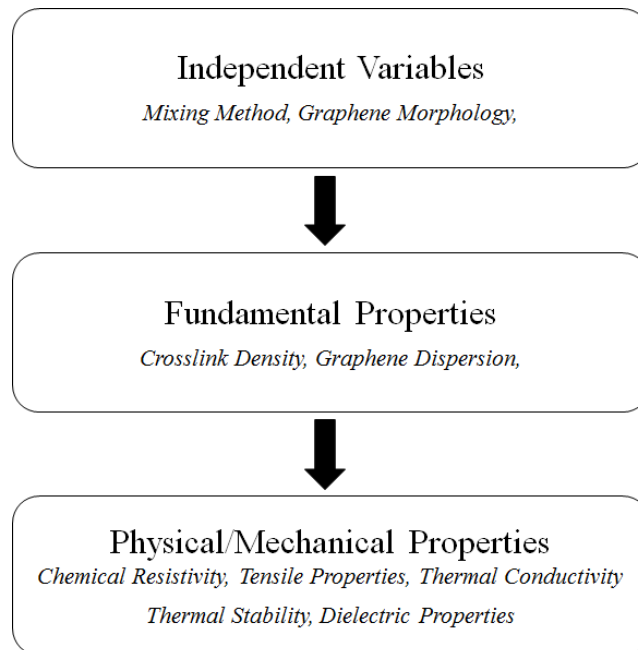 Independent Variables
Mixing Method, Graphene Morphology,
Fundamental Properties
Crosslink Density, Graphene Dispersion,
Physical/Mechanical Properties
Chemical Resistivity, Tensile Properties, Thermal Conductivity
Thermal Stability, Dielectric Properties